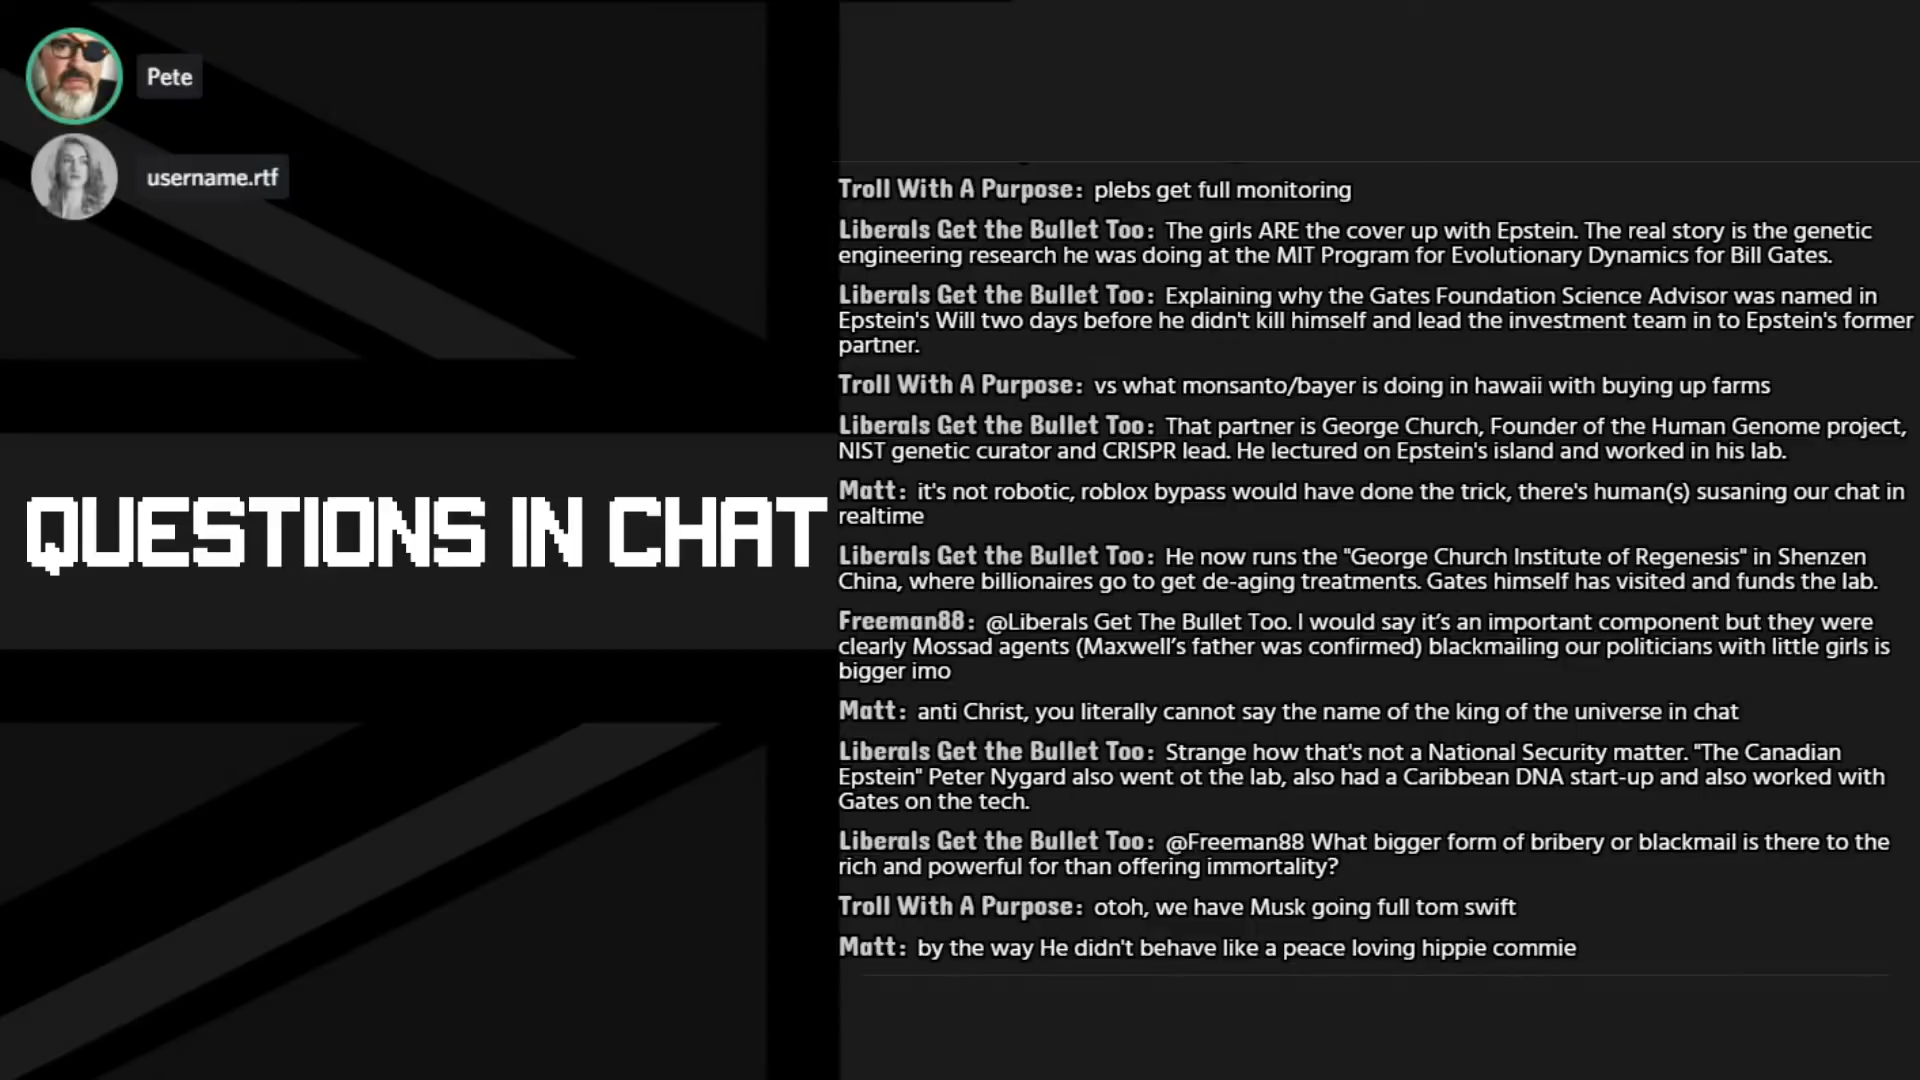 Pete
username.rtf
QUESTIONS IN CHAT
Troll With A Purpose: plebs get full monitoring
Liberals Get the Bullet Too: The girls ARE the cover up with Epstein. The real story is the genetic
engineering research he was doing at the MIT Program for Evolutionary Dynamics for Bill Gates.
Liberals Get the Bullet Too: Explaining why the Gates Foundation Science Advisor was named in
Epstein's Will two days before he didn't kill himself and lead the investment team in to Epstein's former
partner.
Troll With A Purpose: vs what monsanto/bayer is doing in hawaii with buying up farms
Liberals Get the Bullet Too: That partner is George Church, Founder of the Human Genome project,
NIST genetic curator and CRISPR lead. He lectured on Epstein's island and worked in his lab.
Matt: it's not robotic, roblox bypass would have done the trick, there's human(s) susaning our chat in
realtime
Liberals Get the Bullet Too: He now runs the "George Church Institute of Regenesis" in Shenzen
China, where billionaires go to get de-aging treatments. Gates himself has visited and funds the lab.
Freeman88: @Liberals Get The Bullet Too. I would say it’s an important component but they were
clearly Mossad agents (Maxwell’s father was confirmed) blackmailing our politicians with little girls is
bigger imo
Matt: anti Christ, you literally cannot say the name of the king of the universe in chat
Liberals Get the Bullet Too: Strange how that's not a National Security matter. "The Canadian
Epstein" Peter Nygard also went ot the lab, also had a Caribbean DNA start-up and also worked with
Gates on the tech.
Liberals Get the Bullet Too: @Freeman88 What bigger form of bribery or blackmail is there to the
rich and powerful for than offering immortality?
Troll With A Purpose: otoh, we have Musk going full tom swift
Matt: by the way He didn't behave like a peace loving hippie commie